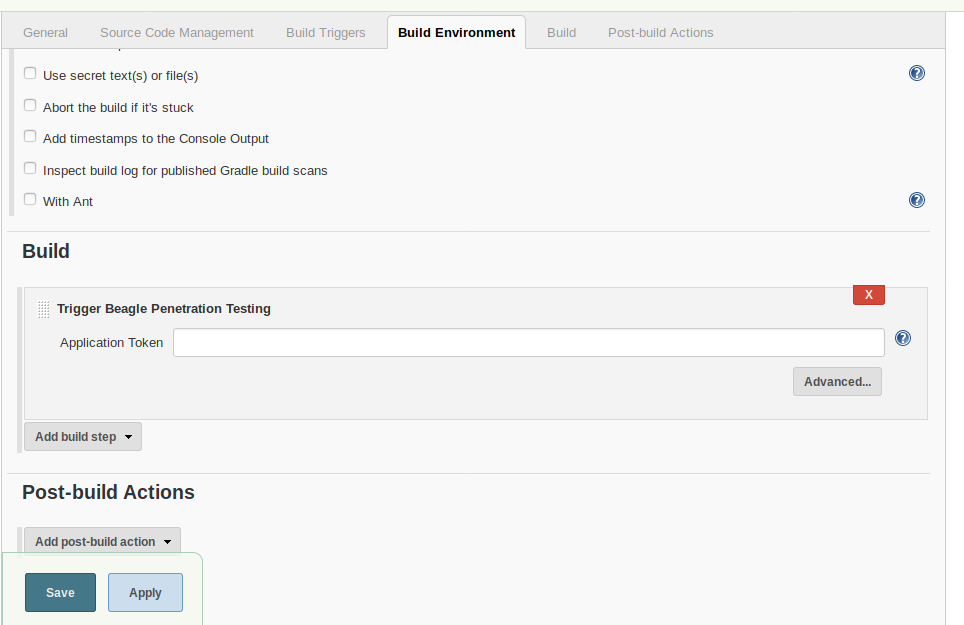 General Source Code Management Build Triggers Build Environment Build Post-build Actions
Use secret text(s) or file(s)
Abort the build if it's stuck
Add timestamps to the Console Output
Inspect build log for published Gradle build scans
With Ant
Build
X
Trigger Beagle Penetration Testing
Application Token
Advanced...
Add build step
Post-build Actions
Add post-build action
Save Apply